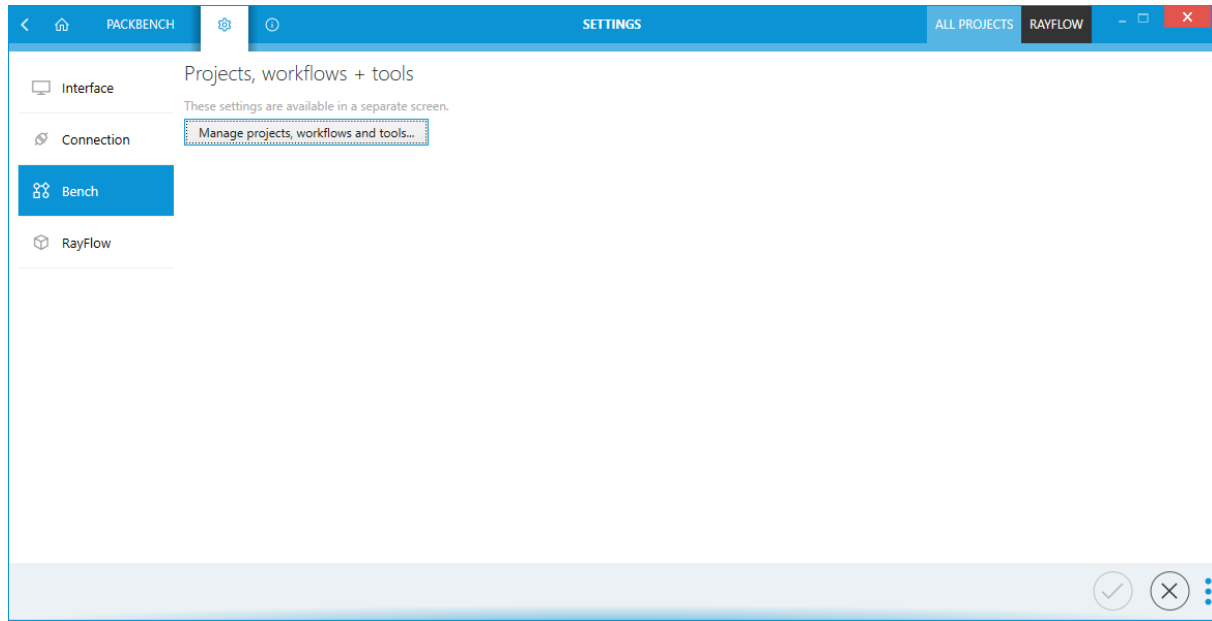 PACKBENCH
SETTINGS
ALL PROJECTS
RAYFLOW
Interface
Connection
Bench
RayFlow
Projects, workflows + tools
These settings are available in a separate screen.
Manage projects, workflows and tools...